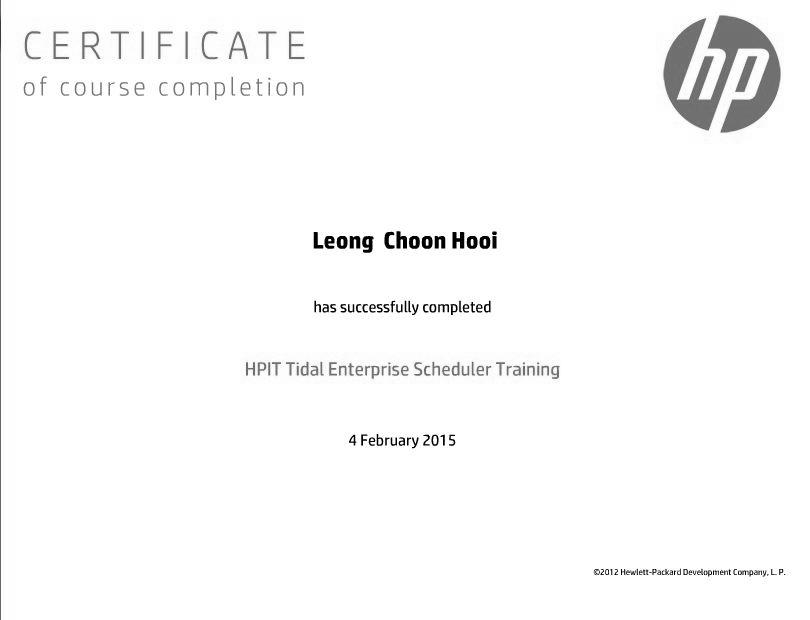 CERTIFICATE
of course completion
hp
Leong Choon Hooi
has successfully completed
HPIT Tidal Enterprise Scheduler Training
4 February 2015
©2012 Hewlett-Packard Development Company, L. P.